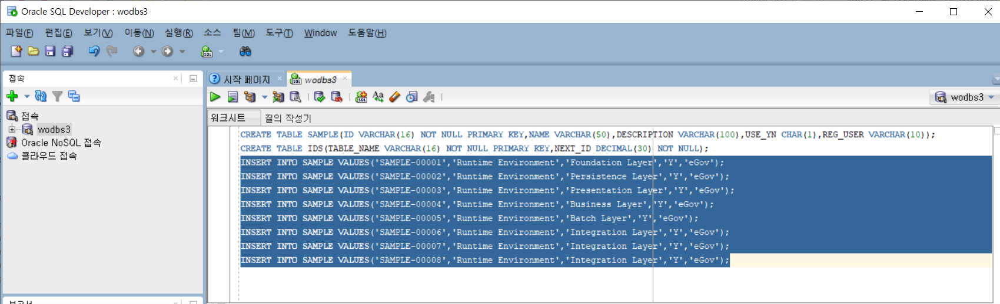 Oracle SQL Developer : wodbs3
파일(F) 편집(E) 보기(V) 이동(N) 실행(R) 소스 팀(M) 도구(T) Window 도움말(H)
접속
시작 페이지
wodbs3
wodbs3
접속
wodbs3
Oracle NoSQL 접속
클라우드 접속
보고서
워크시트 질의 작성기
CREATE TABLE SAMPLE(ID VARCHAR(16) NOT NULL PRIMARY KEY,NAME VARCHAR(50),DESCRIPTION VARCHAR(100),USE_YN CHAR(1),REG_USER VARCHAR(10));
CREATE TABLE IDS(TABLE_NAME VARCHAR(16) NOT NULL PRIMARY KEY,NEXT_ID DECIMAL(30) NOT NULL);
INSERT INTO SAMPLE VALUES('SAMPLE-00001','Runtime Environment','Foundation Layer','Y','eGov');
INSERT INTO SAMPLE VALUES('SAMPLE-00002','Runtime Environment','Persistence Layer','Y','eGov');
INSERT INTO SAMPLE VALUES('SAMPLE-00003','Runtime Environment','Presentation Layer','Y','eGov');
INSERT INTO SAMPLE VALUES('SAMPLE-00004','Runtime Environment','Business Layer','Y','eGov');
INSERT INTO SAMPLE VALUES('SAMPLE-00005','Runtime Environment','Batch Layer','Y','eGov');
INSERT INTO SAMPLE VALUES('SAMPLE-00006','Runtime Environment','Integration Layer','Y','eGov');
INSERT INTO SAMPLE VALUES('SAMPLE-00007','Runtime Environment','Integration Layer','Y','eGov');
INSERT INTO SAMPLE VALUES('SAMPLE-00008','Runtime Environment','Integration Layer','Y','eGov');